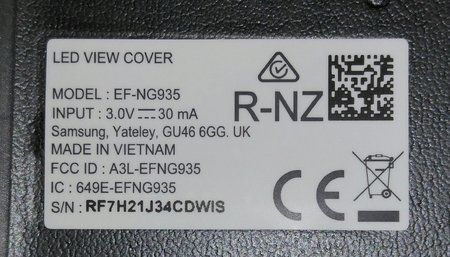 LED VIEW COVER
MODEL : EF-NG935
INPUT : 3.0V⎓30 mA
Samsung, Yateley, GU46 6GG. UK
MADE IN VIETNAM
FCC ID : A3L-EFNG935
IC : 649E-EFNG935
S/N : RF7H21J34CDWIS
R-NZ
CE